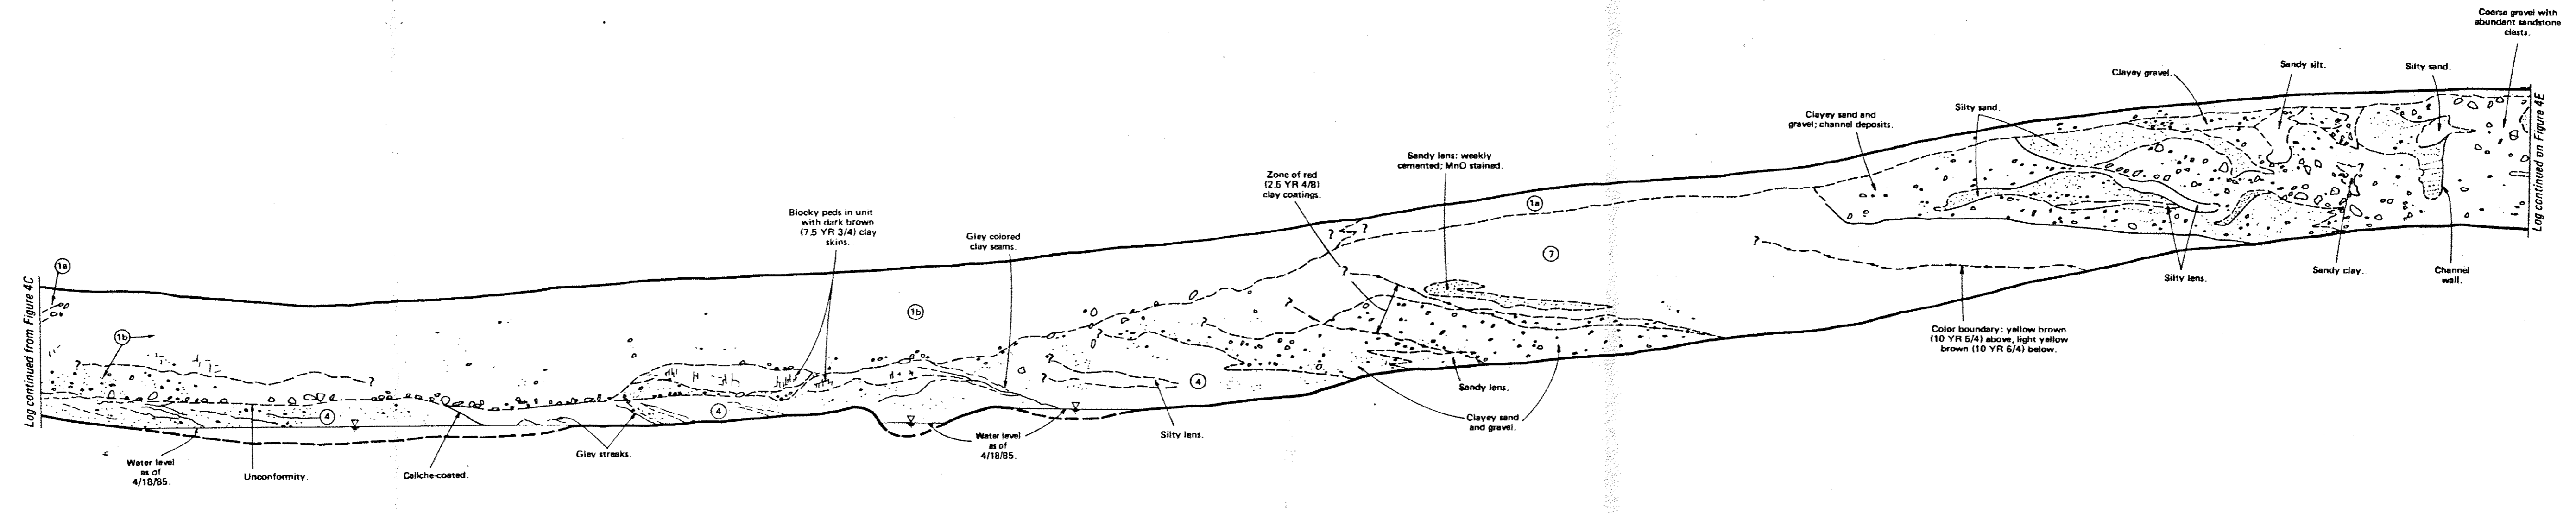 Coarse gravel with
abundant sandstone
clasts.
Silty sand.
Sandy silt.
Clayey gravel.
Silty sand.
Clayey sand and
gravel; channel deposits.
Log continued on Figure 4E
Sandy lens: weakly
cemented; MnO stained.
Zone of red
(2.5 YR 4/8)
clay coatings.
Blocky peds in unit
with dark brown
(7.5 YR 3/4) clay
skins.
Gley colored
clay seams.
Log continued from Figure 4C
1a
1b
4
1b
4
4
1a
7
?
?
?
?
?
?
?
?
?
?
?
?
Water level
as of
4/18/85.
Unconformity.
Caliche-coated.
Gley streaks.
Water level
as of
4/18/85.
Silty lens.
Sandy lens.
Clayey sand
and gravel.
Color boundary: yellow brown
(10 YR 5/4) above, light yellow
brown (10 YR 6/4) below.
Silty lens.
Sandy clay.
Channel
wall.